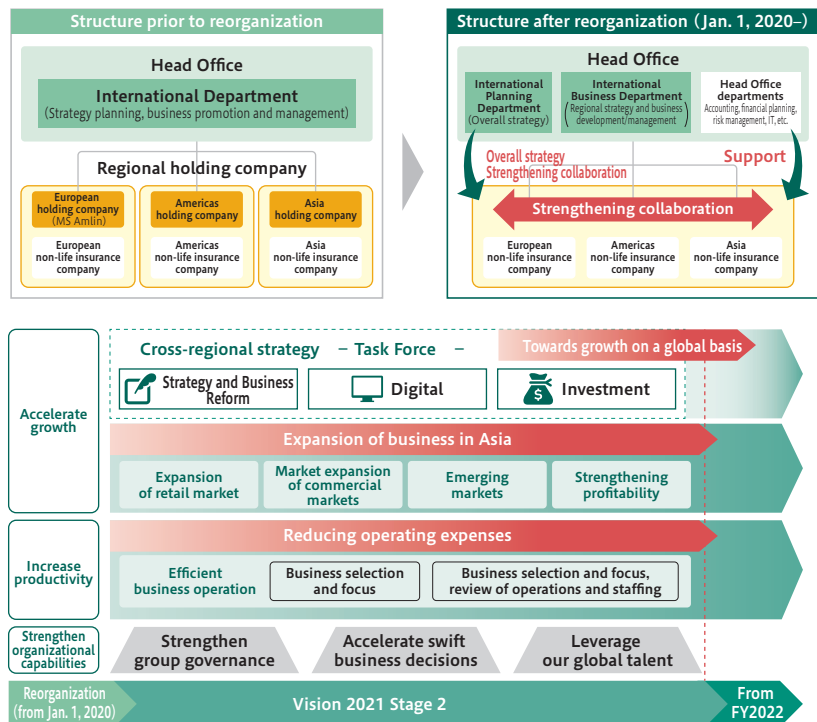 Structure prior to reorganization
Head Office
International Department
(Strategy planning, business promotion and management)
Regional holding company
European
holding company
(MS Amlin)
Americas
holding company
Asia
holding company
European
non-life insurance
company
Americas
non-life insurance
company
Asia
non-life insurance
company
Structure after reorganization (Jan. 1, 2020–)
Head Office
International
Planning
Department
(Overall strategy)
International
Business Department
(Regional strategy and business
development/management)
Head Office
departments
Accounting, financial planning,
risk management, IT, etc.
Overall strategy
Strengthening collaboration
Support
Strengthening collaboration
European
non-life insurance
company
Americas
non-life insurance
company
Asia
non-life insurance
company
Accelerate
growth
Cross-regional strategy – Task Force –
Towards growth on a global basis
Strategy and Business
Reform
Digital
$
Investment
Expansion of business in Asia
Expansion
of retail market
Market expansion
of commercial
markets
Emerging
markets
Strengthening
profitability
Increase
productivity
Reducing operating expenses
Efficient
business operation
Business selection
and focus
Business selection and focus,
review of operations and staffing
Strengthen
organizational
capabilities
Strengthen
group governance
Accelerate swift
business decisions
Leverage
our global talent
Reorganization
(from Jan. 1, 2020)
Vision 2021 Stage 2
From
FY2022